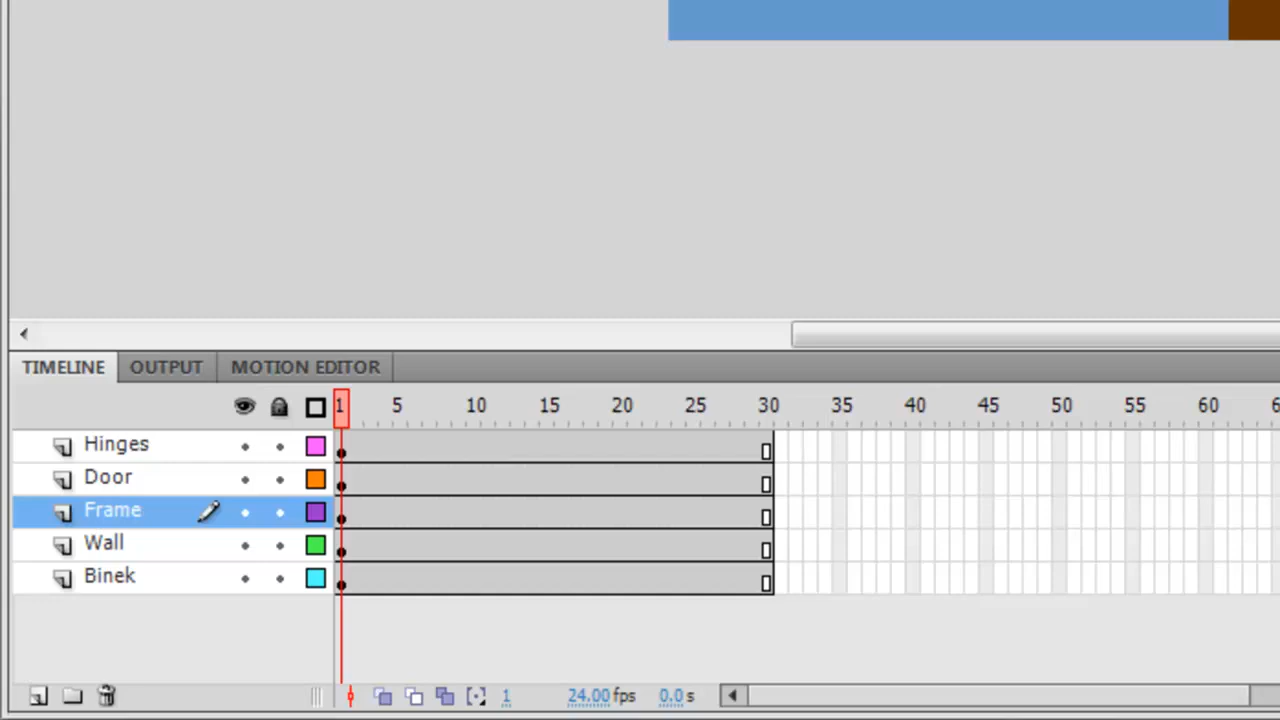 TIMELINE OUTPUT MOTION EDITOR
1 5 10 15 20 25 30 35 40 45 50 55 60
Hinges
Door
Frame
Wall
Binek
1 24.00 fps 0.0 s